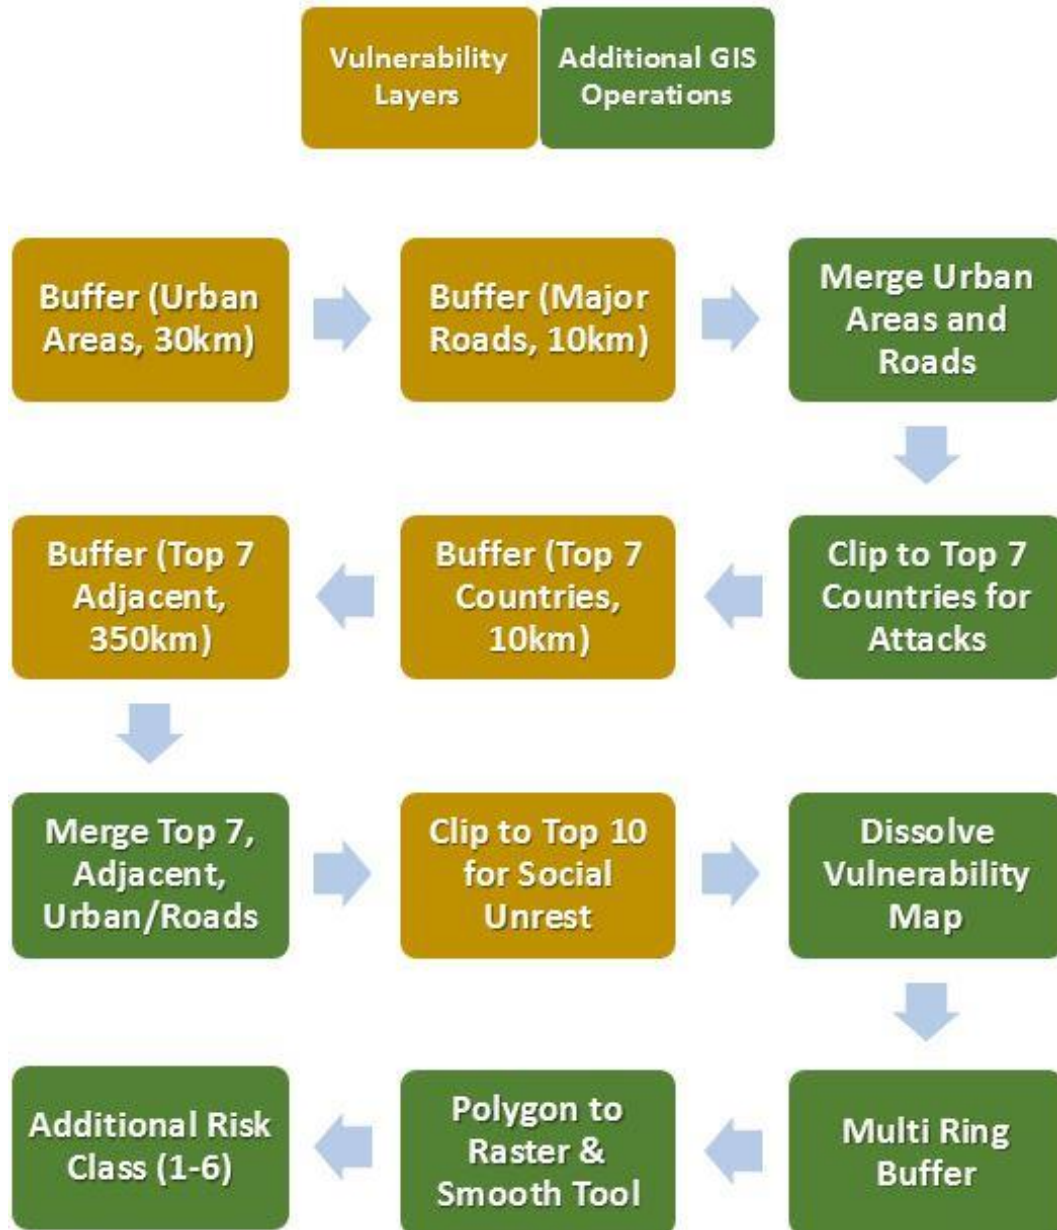 Vulnerability
Layers
Additional GIS
Operations
Buffer (Urban
Areas, 30km)
Buffer (Major
Roads, 10km)
Merge Urban
Areas and
Roads
Clip to Top 7
Countries for
Attacks
Buffer (Top 7
Countries,
10km)
Buffer (Top 7
Adjacent,
350km)
Merge Top 7,
Adjacent,
Urban/Roads
Clip to Top 10
for Social
Unrest
Dissolve
Vulnerability
Map
Multi Ring
Buffer
Polygon to
Raster &
Smooth Tool
Additional Risk
Class (1-6)